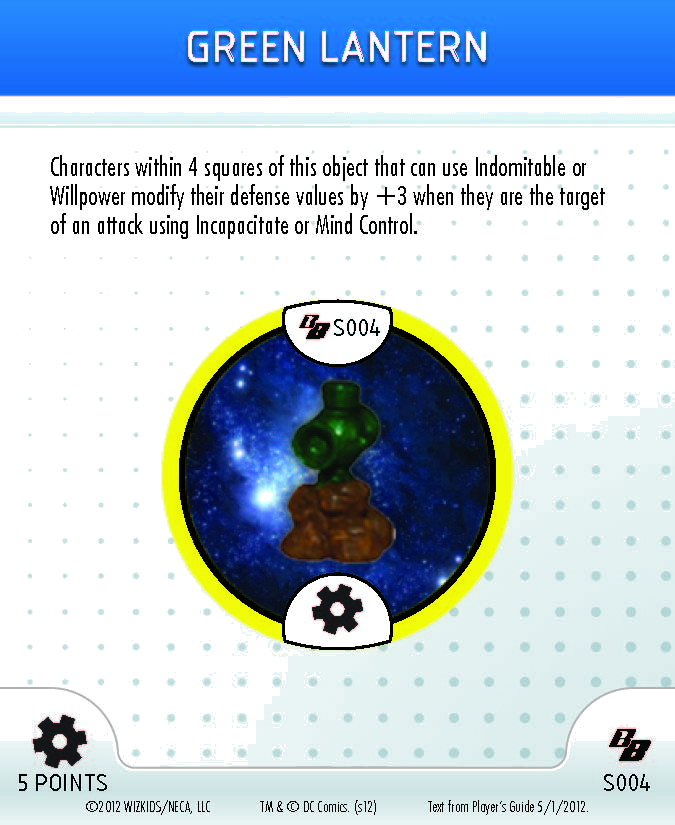 GREEN LANTERN
Characters within 4 squares of this object that can use Indomitable or
Willpower modify their defense values by +3 when they are the target
of an attack using Incapacitate or Mind Control.
BB S004
5 POINTS
BB
S004
©2012 WIZKIDS/NECA, LLC TM & © DC Comics. (s12) Text from Player's Guide 5/1/2012.